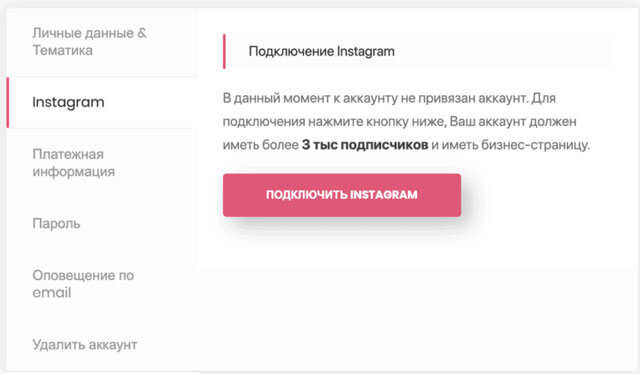 Личные данные &
Тематика
Instagram
Платежная
информация
Пароль
Оповещение по
email
Удалить аккаунт
Подключение Instagram
В данный момент к аккаунту не привязан аккаунт. Для
подключения нажмите кнопку ниже, Ваш аккаунт должен
иметь более 3 тыс подписчиков и иметь бизнес-страницу.
ПОДКЛЮЧИТЬ INSTAGRAM